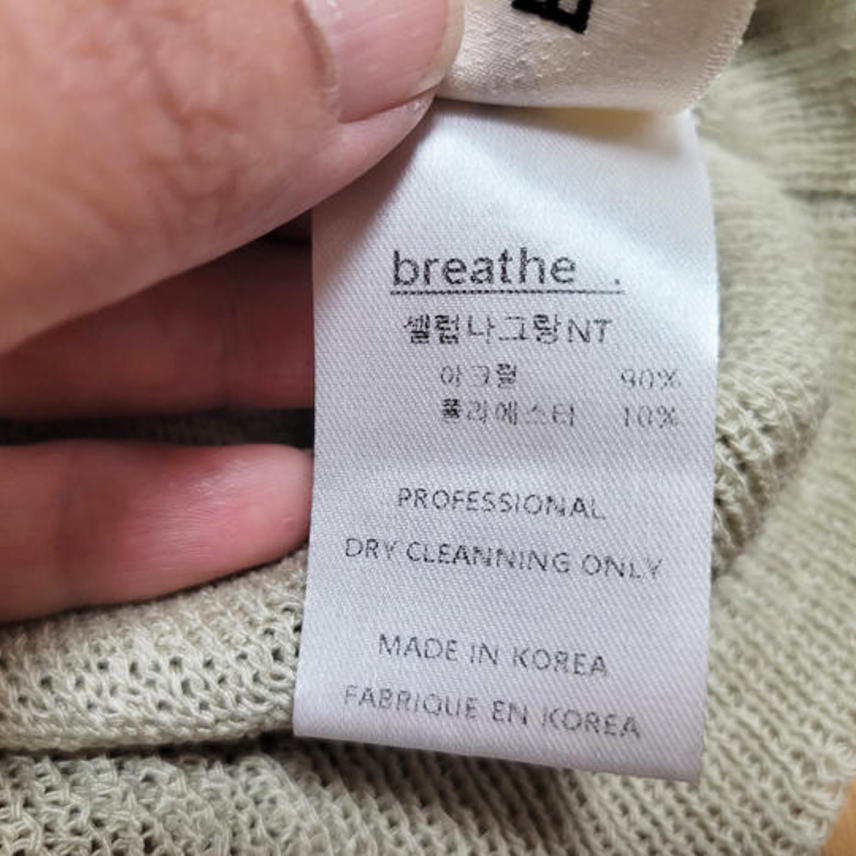 breathe .
셀럽나그랑NT
아크릴 90%
폴리에스터 10%
PROFESSIONAL
DRY CLEANNING ONLY
MADE IN KOREA
FABRIQUE EN KOREA